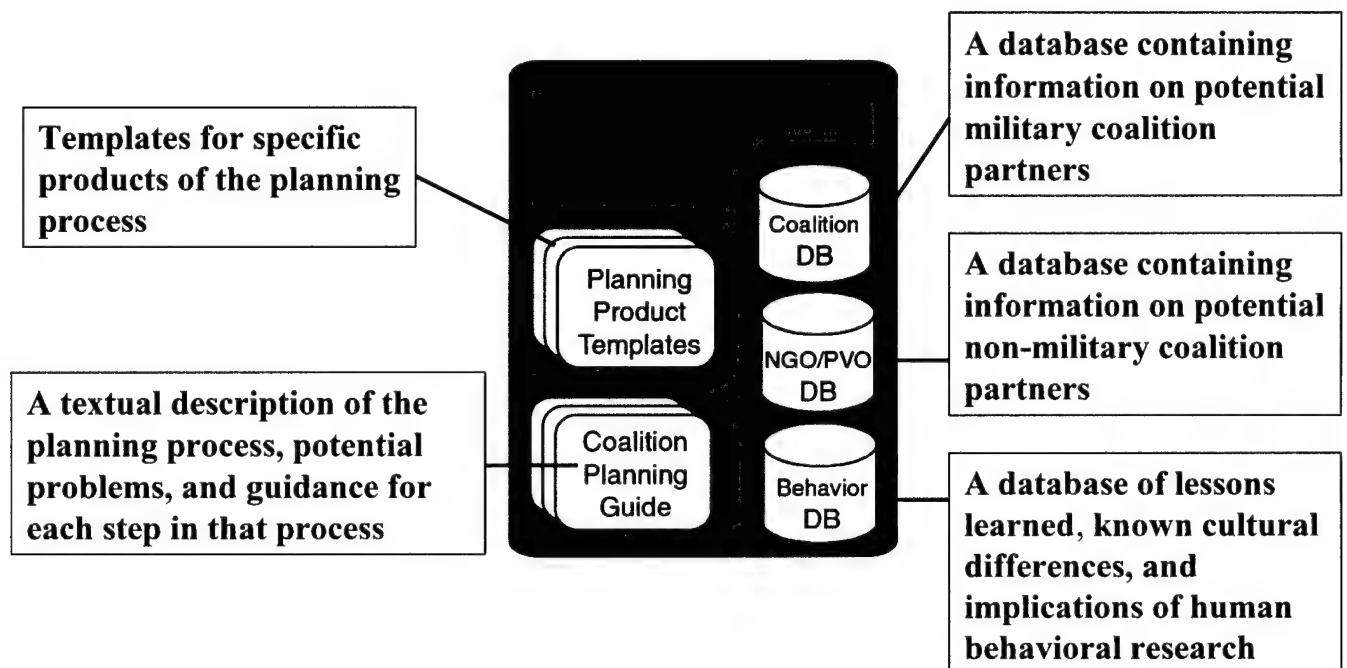 Templates for specific
products of the planning
process
A textual description of the
planning process, potential
problems, and guidance for
each step in that process
Planning
Product
Templates
Coalition
Planning
Guide
Coalition
DB
NGO/PVO
DB
Behavior
DB
A database containing
information on potential
military coalition
partners
A database containing
information on potential
non-military coalition
partners
A database of lessons
learned, known cultural
differences, and
implications of human
behavioral research